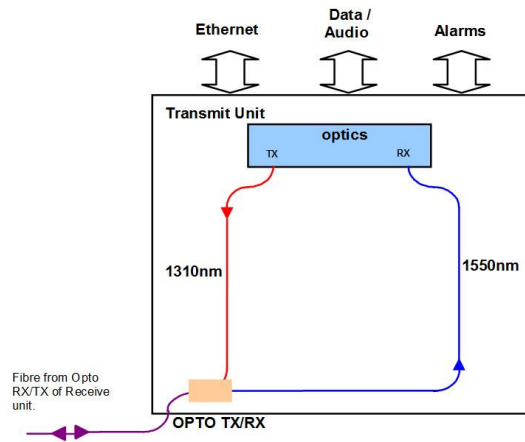 Ethernet
Data /
Audio
Alarms
Transmit Unit
optics
TX
RX
1310nm
1550nm
Fibre from Opto
RX/TX of Receive
unit.
OPTO TX/RX